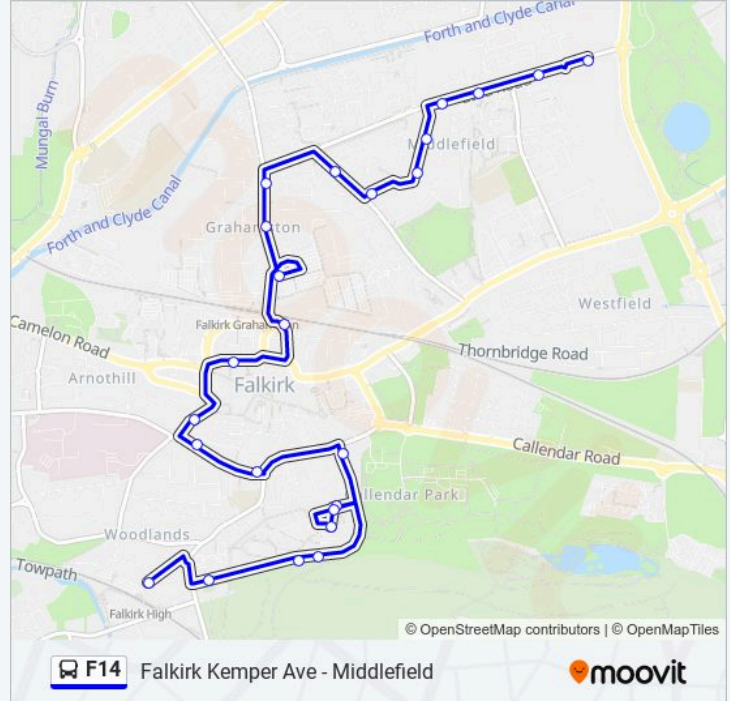 Forth and Clyde Canal
Mungal Burn
Middlefield
Forth and Clyde Canal
Grahamston
Westfield
Falkirk Grahamston
Camelon Road
Thornbridge Road
Arnothill
Falkirk
Callendar Road
Callendar Park
Woodlands
Towpath
Falkirk High
© OpenStreetMap contributors | © OpenMapTiles
F14 Falkirk Kemper Ave - Middlefield
moovit